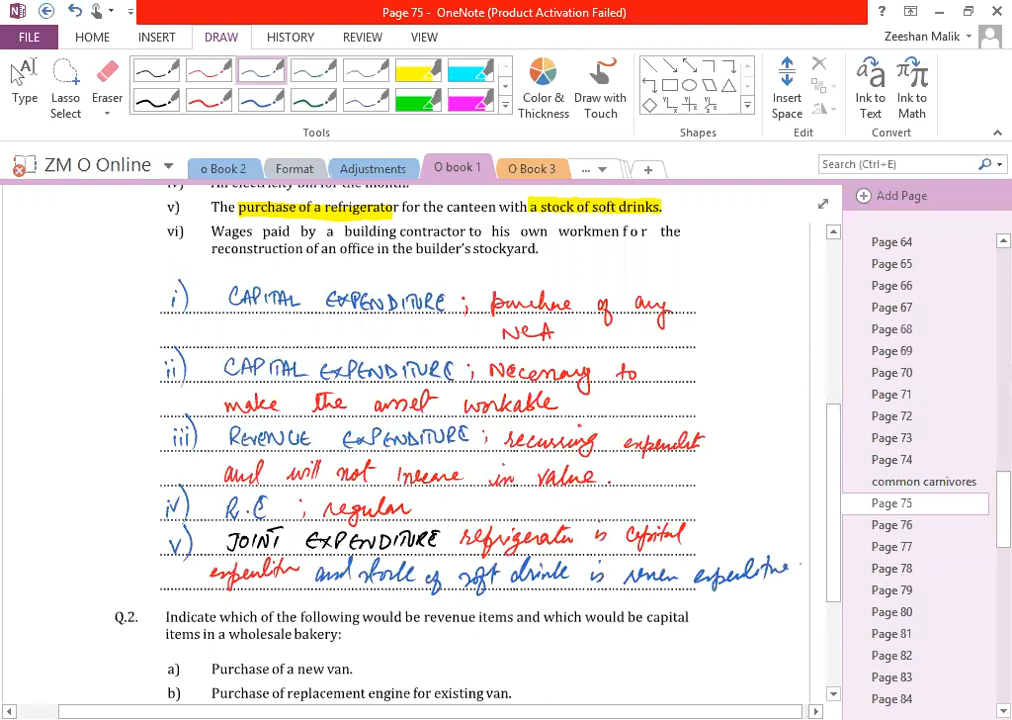 Page 75 - OneNote (Product Activation Failed)
FILE HOME INSERT DRAW HISTORY REVIEW VIEW
Zeeshan Malik
Type
Lasso Select
Eraser
Color & Thickness
Draw with Touch
Insert Space
Ink to Text
Ink to Math
Tools Shapes Edit Convert
ZM O Online
o Book 2 Format Adjustments O book 1 O Book 3 ...
Search (Ctrl+E)
iv) An electricity bill for the month.
v) The purchase of a refrigerator for the canteen with a stock of soft drinks.
vi) Wages paid by a building contractor to his own workmen for the
reconstruction of an office in the builder's stockyard.
i) CAPITAL EXPENDITURE ; purchase of any
NCA
ii) CAPITAL EXPENDITURE ; Necessary to
make the asset workable
iii) REVENUE EXPENDITURE ; recurring
and will not in value.
iv) R.E ; regular
v) JOINT EXPENDITURE refrigerator is capital
and stock of soft drink is
Q.2. Indicate which of the following would be revenue items and which would be capital
items in a wholesale bakery:
a) Purchase of a new van.
b) Purchase of replacement engine for existing van.
Add Page
Page 64
Page 65
Page 66
Page 67
Page 68
Page 69
Page 70
Page 71
Page 72
Page 73
Page 74
common carnivores
Page 75
Page 76
Page 77
Page 78
Page 79
Page 80
Page 81
Page 82
Page 83
Page 84